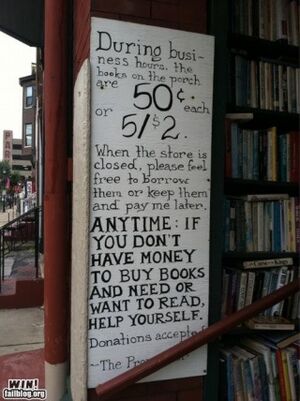 During busi-
ness hours, the
books on the porch
are 50¢ each
or 5/$2.
When the store is
closed, please feel
free to borrow
them or keep them
and pay me later.
ANYTIME: IF
YOU DON'T
HAVE MONEY
TO BUY BOOKS
AND NEED OR
WANT TO READ,
HELP YOURSELF.
Donations
~The
WIN!
failblog.org